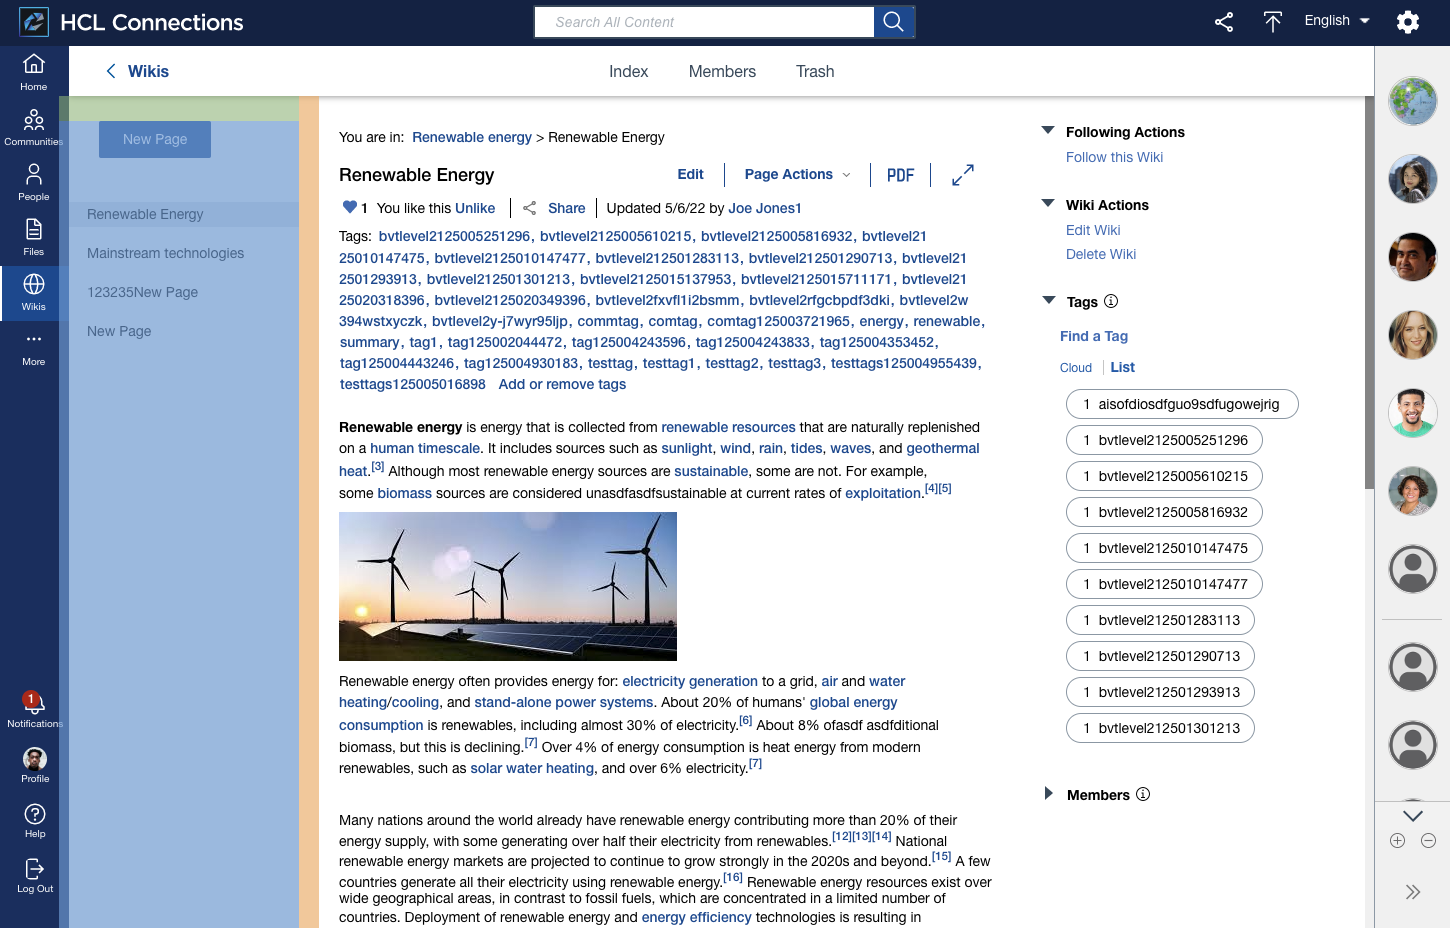 HCL Connections
Search All Content
English
Wikis
Index
Members
Trash
Home
Communities
People
Files
Wikis
More
1
Notifications
Profile
Help
Log Out
New Page
Renewable Energy
Mainstream technologies
123235New Page
New Page
You are in: Renewable energy > Renewable Energy
Renewable Energy
Edit
Page Actions
PDF
1 You like this Unlike
Share
Updated 5/6/22 by Joe Jones1
Tags: bvtlevel2125005251296, bvtlevel2125005610215, bvtlevel2125005816932, bvtlevel21
25010147475, bvtlevel2125010147477, bvtlevel212501283113, bvtlevel212501290713, bvtlevel21
2501293913, bvtlevel212501301213, bvtlevel2125015137953, bvtlevel2125015711171, bvtlevel21
25020318396, bvtlevel2125020349396, bvtlevel2fxvfl1i2bsmm, bvtlevel2rfgcbpdf3dki, bvtlevel2w
394wstxyczk, bvtlevel2y-j7wyr95ljp, commtag, comtag, comtag125003721965, energy, renewable,
summary, tag1, tag125002044472, tag125004243596, tag125004243833, tag125004353452,
tag125004443246, tag125004930183, testtag, testtag1, testtag2, testtag3, testtags125004955439,
testtags125005016898 Add or remove tags
Renewable energy is energy that is collected from renewable resources that are naturally replenished
on a human timescale. It includes sources such as sunlight, wind, rain, tides, waves, and geothermal
heat.[3] Although most renewable energy sources are sustainable, some are not. For example,
some biomass sources are considered unasdfasdfsustainable at current rates of exploitation.[4][5]
Renewable energy often provides energy for: electricity generation to a grid, air and water
heating/cooling, and stand-alone power systems. About 20% of humans' global energy
consumption is renewables, including almost 30% of electricity.[6] About 8% ofasdf asdfditional
biomass, but this is declining.[7] Over 4% of energy consumption is heat energy from modern
renewables, such as solar water heating, and over 6% electricity.[7]
Many nations around the world already have renewable energy contributing more than 20% of their
energy supply, with some generating over half their electricity from renewables.[12][13][14] National
renewable energy markets are projected to continue to grow strongly in the 2020s and beyond.[15] A few
countries generate all their electricity using renewable energy.[16] Renewable energy resources exist over
wide geographical areas, in contrast to fossil fuels, which are concentrated in a limited number of
countries. Deployment of renewable energy and energy efficiency technologies is resulting in
Following Actions
Follow this Wiki
Wiki Actions
Edit Wiki
Delete Wiki
Tags
Find a Tag
Cloud | List
1 aisofdiosdfguo9sdfugowejrig
1 bvtlevel2125005251296
1 bvtlevel2125005610215
1 bvtlevel2125005816932
1 bvtlevel2125010147475
1 bvtlevel2125010147477
1 bvtlevel212501283113
1 bvtlevel212501290713
1 bvtlevel212501293913
1 bvtlevel212501301213
Members